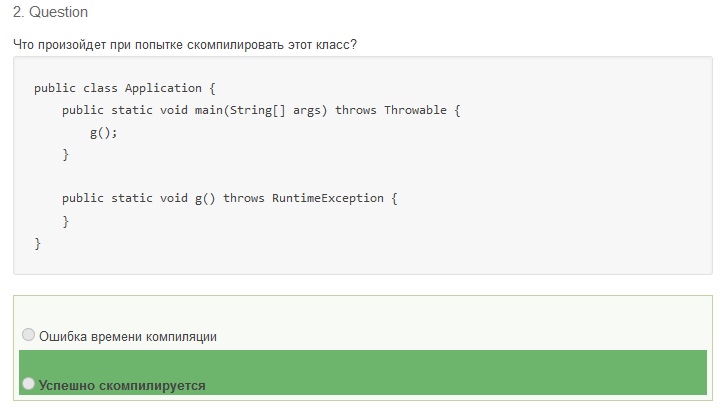 2. Question
Что произойдет при попытке скомпилировать этот класс?
public class Application {
    public static void main(String[] args) throws Throwable {
        g();
    }
    public static void g() throws RuntimeException {
    }
}
Ошибка времени компиляции
Успешно скомпилируется